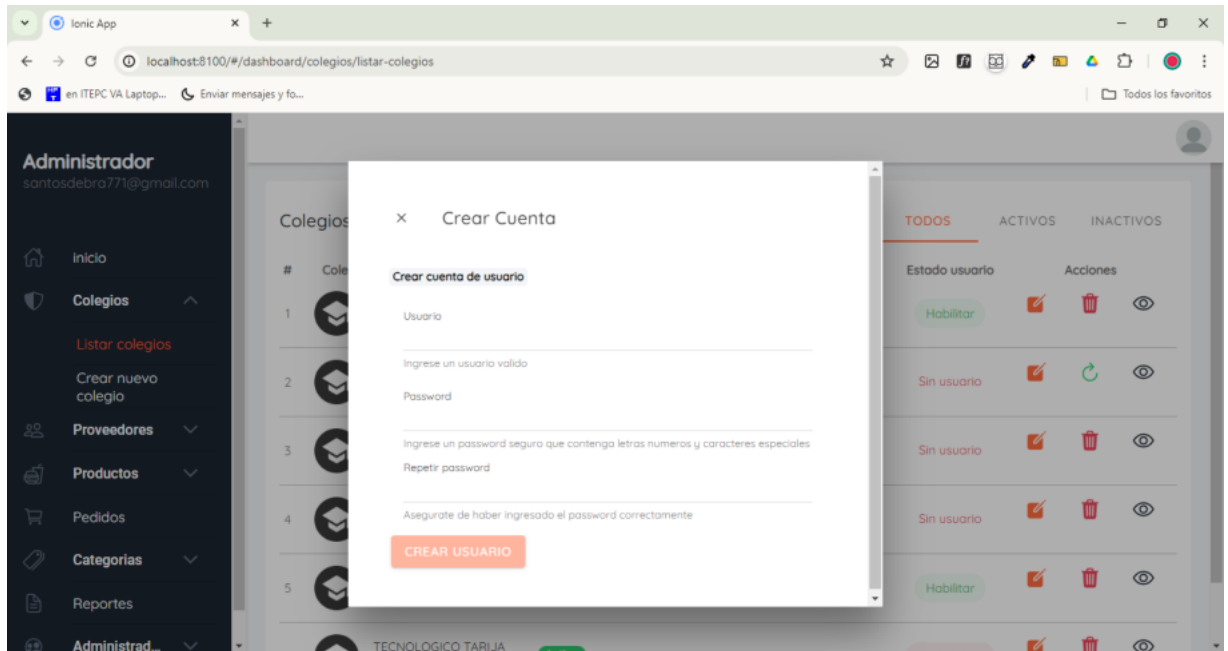 Ionic App
localhost:8100/#/dashboard/colegios/listar-colegios
en ITEPC VA Laptop...
Enviar mensajes y fo...
Todos los favoritos
Administrador
santosdebra771@gmail.com
Inicio
Colegios
Listar colegios
Crear nuevo
colegio
Proveedores
Productos
Pedidos
Categorias
Reportes
Administrad...
Colegios
TODOS
ACTIVOS
INACTIVOS
#
Cole
Estado usuario
Acciones
1
Habilitar
2
Sin usuario
3
Sin usuario
4
Sin usuario
5
Habilitar
TECNOLOGICO TARIJA
Crear Cuenta
Crear cuenta de usuario
Usuario
Ingrese un usuario valido
Password
Ingrese un password seguro que contenga letras numeros y caracteres especiales
Repetir password
Asegurate de haber ingresado el password correctamente
CREAR USUARIO